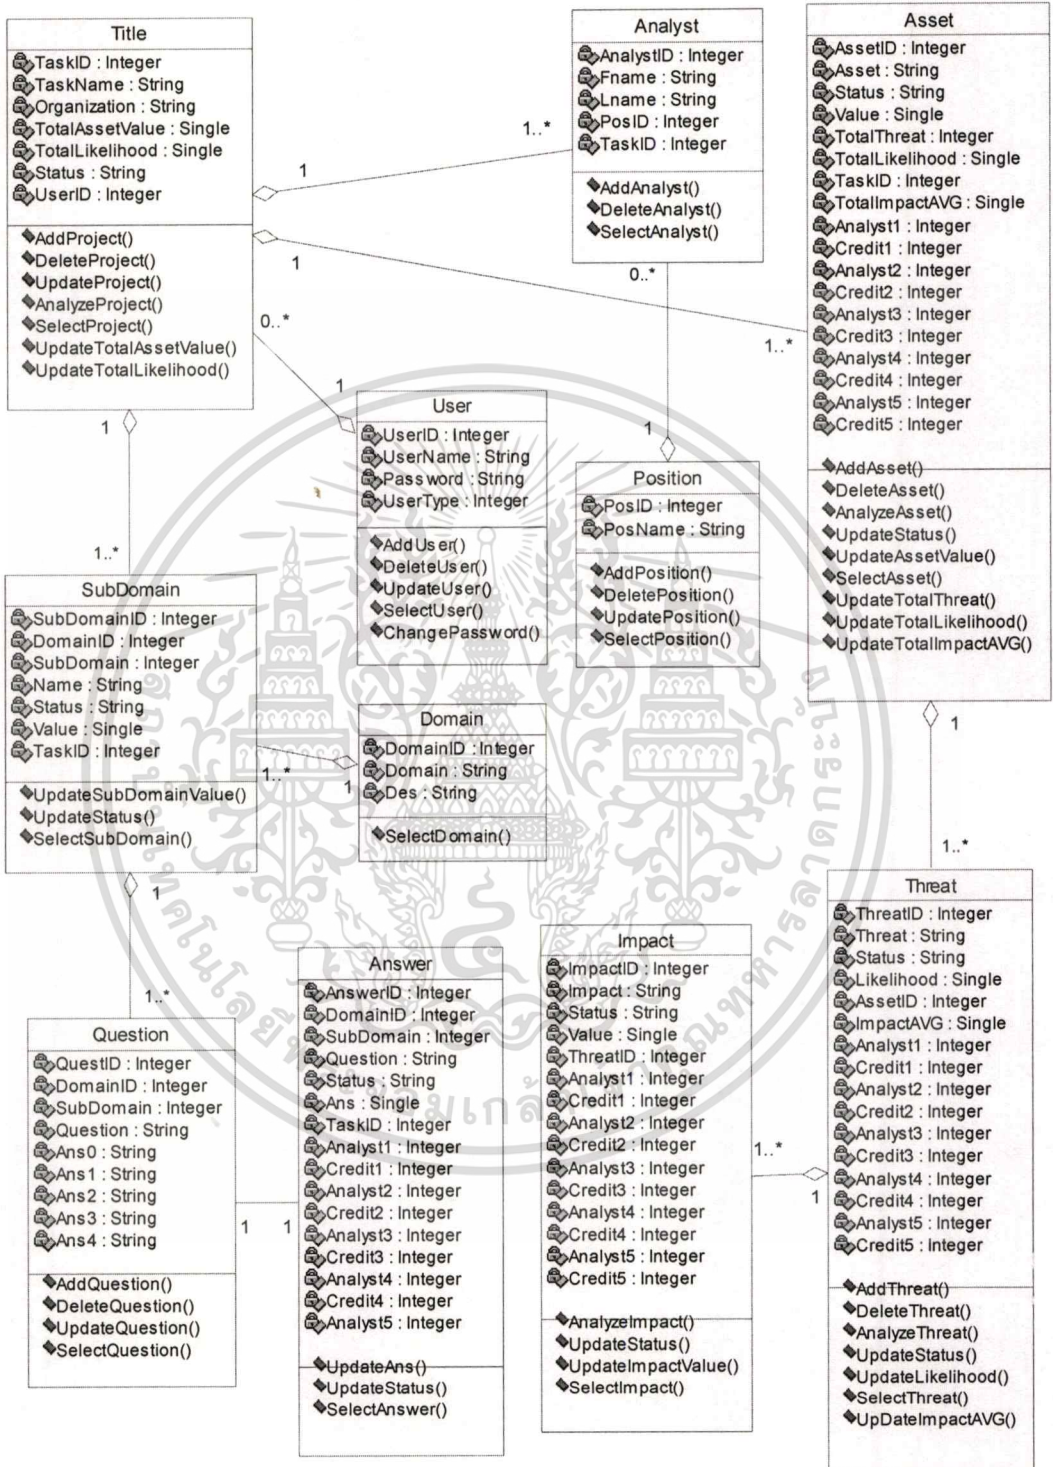 Title
TaskID : Integer
TaskName : String
Organization : String
TotalAssetValue : Single
TotalLikelihood : Single
Status : String
UserID : Integer
AddProject()
DeleteProject()
UpdateProject()
AnalyzeProject()
SelectProject()
UpdateTotalAssetValue()
UpdateTotalLikelihood()
1
1..*
1
1..*
0..*
1
1
1..*
Analyst
AnalystID : Integer
Fname : String
Lname : String
PosID : Integer
TaskID : Integer
AddAnalyst()
DeleteAnalyst()
SelectAnalyst()
0..*
1
Asset
AssetID : Integer
Asset : String
Status : String
Value : Single
TotalThreat : Integer
TotalLikelihood : Single
TaskID : Integer
TotalImpactAVG : Single
Analyst1 : Integer
Credit1 : Integer
Analyst2 : Integer
Credit2 : Integer
Analyst3 : Integer
Credit3 : Integer
Analyst4 : Integer
Credit4 : Integer
Analyst5 : Integer
Credit5 : Integer
AddAsset()
DeleteAsset()
AnalyzeAsset()
UpdateStatus()
UpdateAssetValue()
SelectAsset()
UpdateTotalThreat()
UpdateTotalLikelihood()
UpdateTotalImpactAVG()
1
1..*
User
UserID : Integer
UserName : String
Password : String
UserType : Integer
AddUser()
DeleteUser()
UpdateUser()
SelectUser()
ChangePassword()
Position
PosID : Integer
PosName : String
AddPosition()
DeletePosition()
UpdatePosition()
SelectPosition()
SubDomain
SubDomainID : Integer
DomainID : Integer
SubDomain : Integer
Name : String
Status : String
Value : Single
TaskID : Integer
UpdateSubDomainValue()
UpdateStatus()
SelectSubDomain()
1..*
1
1
1..*
Domain
DomainID : Integer
Domain : String
Des : String
SelectDomain()
Question
QuestID : Integer
DomainID : Integer
SubDomain : Integer
Question : String
Ans0 : String
Ans1 : String
Ans2 : String
Ans3 : String
Ans4 : String
AddQuestion()
DeleteQuestion()
UpdateQuestion()
SelectQuestion()
1
1
Answer
AnswerID : Integer
DomainID : Integer
SubDomain : Integer
Question : String
Status : String
Ans : Single
TaskID : Integer
Analyst1 : Integer
Credit1 : Integer
Analyst2 : Integer
Credit2 : Integer
Analyst3 : Integer
Credit3 : Integer
Analyst4 : Integer
Credit4 : Integer
Analyst5 : Integer
UpdateAns()
UpdateStatus()
SelectAnswer()
Impact
ImpactID : Integer
Impact : String
Status : String
Value : Single
ThreatID : Integer
Analyst1 : Integer
Credit1 : Integer
Analyst2 : Integer
Credit2 : Integer
Analyst3 : Integer
Credit3 : Integer
Analyst4 : Integer
Credit4 : Integer
Analyst5 : Integer
Credit5 : Integer
AnalyzeImpact()
UpdateStatus()
UpdateImpactValue()
SelectImpact()
1..*
1
Threat
ThreatID : Integer
Threat : String
Status : String
Likelihood : Single
AssetID : Integer
ImpactAVG : Single
Analyst1 : Integer
Credit1 : Integer
Analyst2 : Integer
Credit2 : Integer
Analyst3 : Integer
Credit3 : Integer
Analyst4 : Integer
Credit4 : Integer
Analyst5 : Integer
Credit5 : Integer
AddThreat()
DeleteThreat()
AnalyzeThreat()
UpdateStatus()
UpdateLikelihood()
SelectThreat()
UpDateImpactAVG()